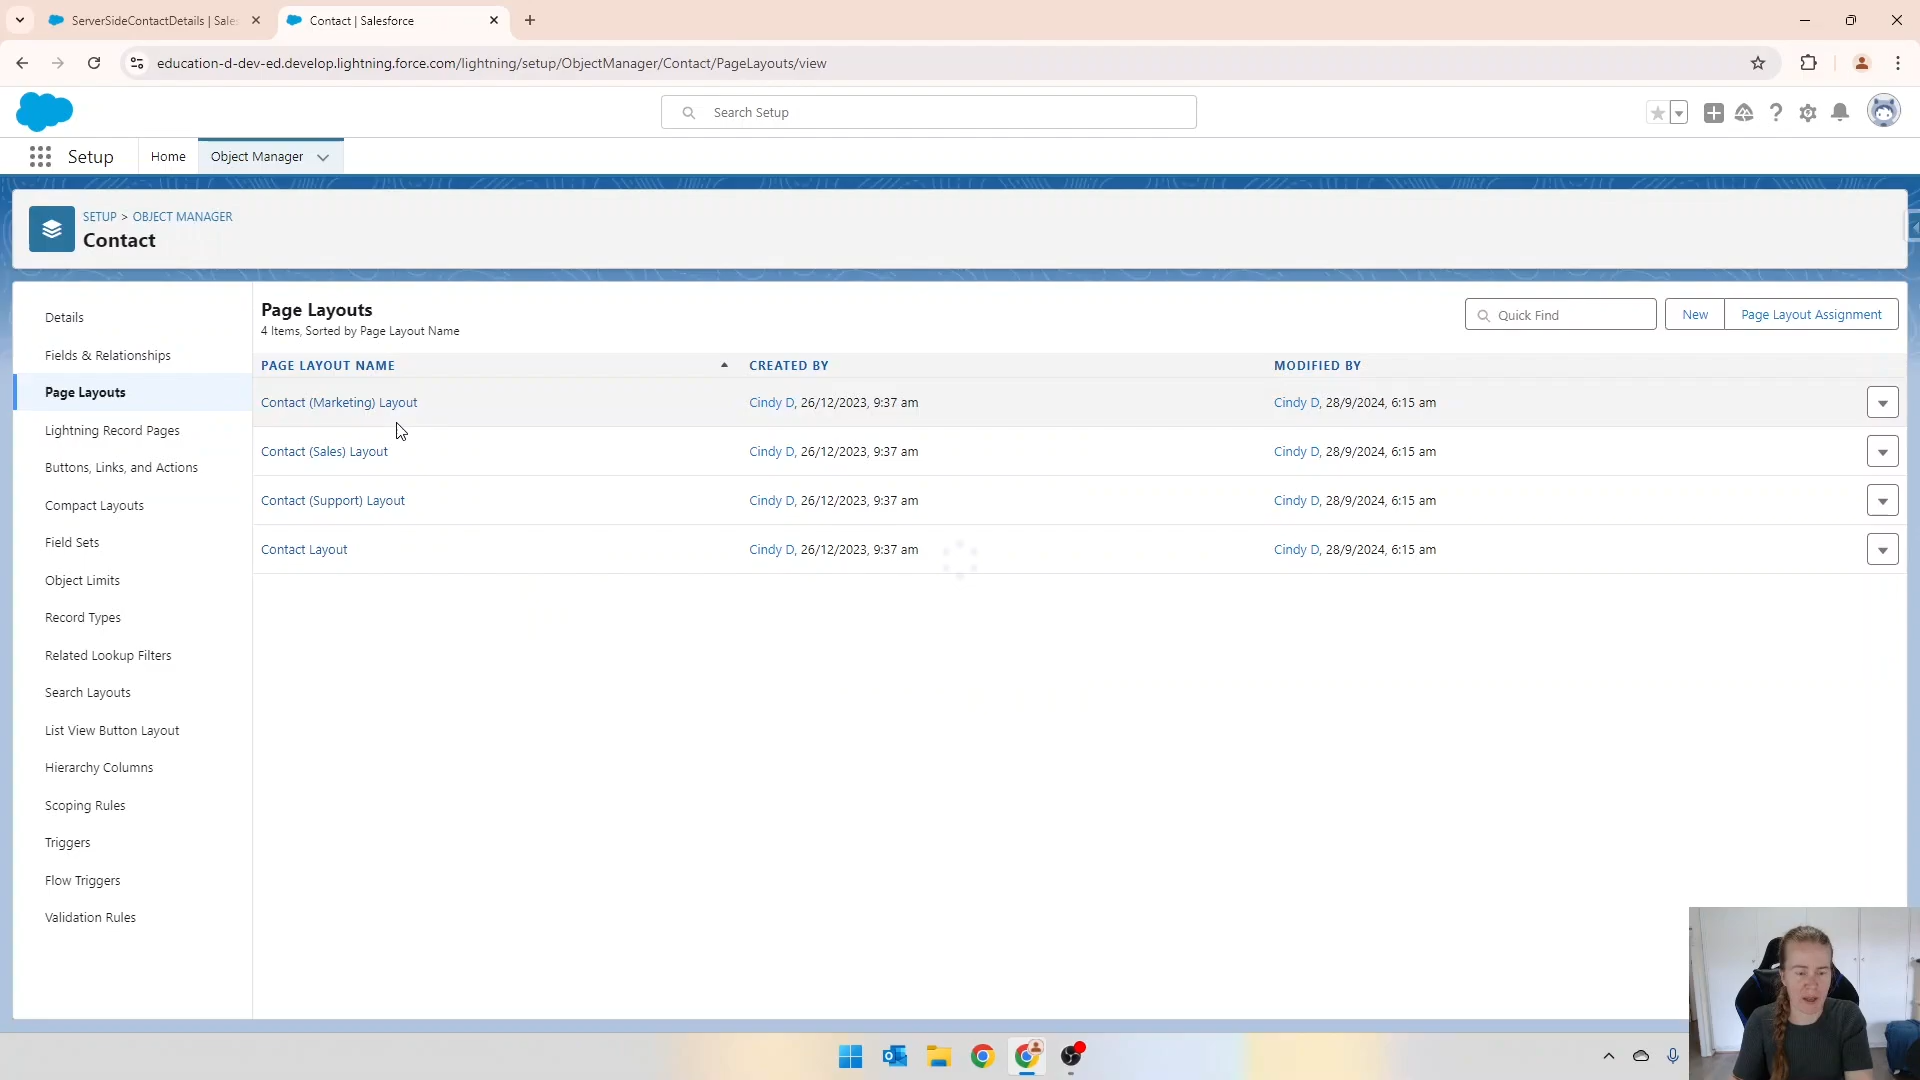 ServerSideContactDetails | Sale
Contact | Salesforce
education-d-dev-ed.develop.lightning.force.com/lightning/setup/ObjectManager/Contact/PageLayouts/view
Search Setup
Setup
Home
Object Manager
SETUP > OBJECT MANAGER
Contact
Details
Fields & Relationships
Page Layouts
Lightning Record Pages
Buttons, Links, and Actions
Compact Layouts
Field Sets
Object Limits
Record Types
Related Lookup Filters
Search Layouts
List View Button Layout
Hierarchy Columns
Scoping Rules
Triggers
Flow Triggers
Validation Rules
Page Layouts
4 Items, Sorted by Page Layout Name
Quick Find
New
Page Layout Assignment
PAGE LAYOUT NAME CREATED BY MODIFIED BY
Contact (Marketing) Layout Cindy D, 26/12/2023, 9:37 am Cindy D, 28/9/2024, 6:15 am
Contact (Sales) Layout Cindy D, 26/12/2023, 9:37 am Cindy D, 28/9/2024, 6:15 am
Contact (Support) Layout Cindy D, 26/12/2023, 9:37 am Cindy D, 28/9/2024, 6:15 am
Contact Layout Cindy D, 26/12/2023, 9:37 am Cindy D, 28/9/2024, 6:15 am